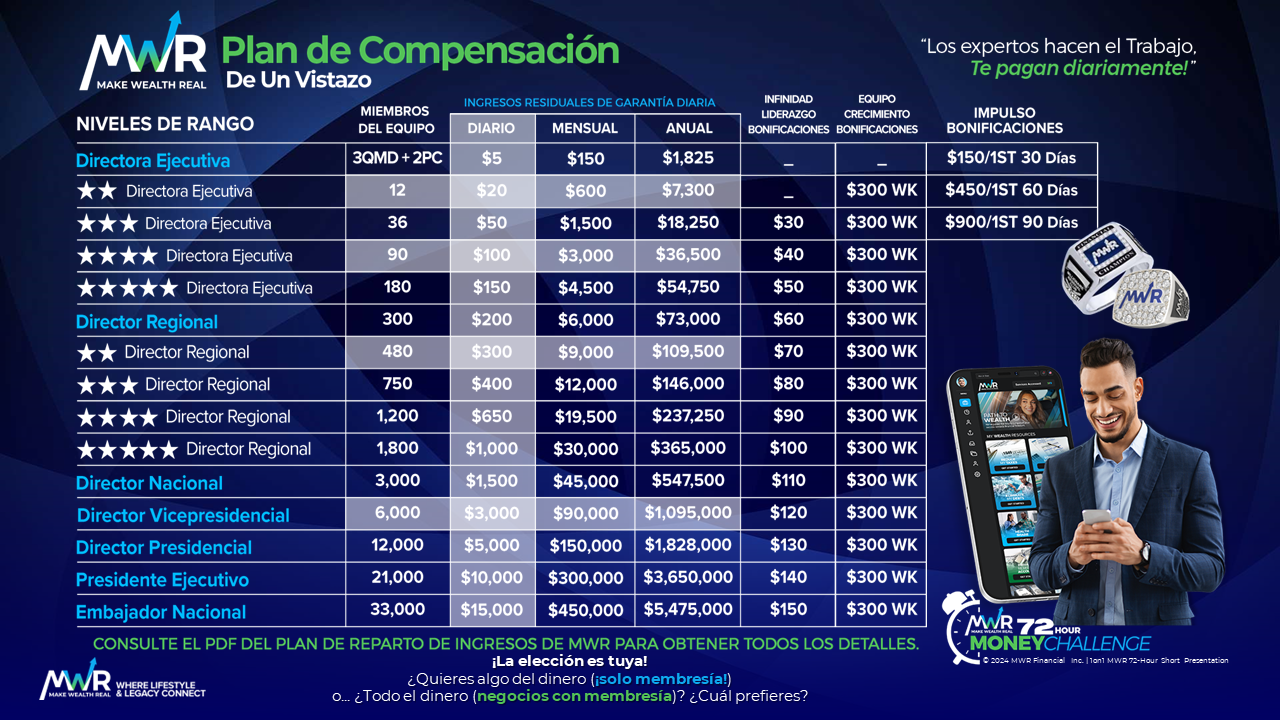 MWR
MAKE WEALTH REAL
Plan de Compensación
De Un Vistazo
“Los expertos hacen el Trabajo,
Te pagan diariamente!”
NIVELES DE RANGO
MIEMBROS
DEL EQUIPO
INGRESOS RESIDUALES DE GARANTÍA DIARIA
DIARIO MENSUAL ANUAL
INFINIDAD
LIDERAZGO
BONIFICACIONES
EQUIPO
CRECIMIENTO
BONIFICACIONES
IMPULSO
BONIFICACIONES
Directora Ejecutiva 3QMD + 2PC $5 $150 $1,825 _ _ $150/1ST 30 Días
★★ Directora Ejecutiva 12 $20 $600 $7,300 _ $300 WK $450/1ST 60 Días
★★★ Directora Ejecutiva 36 $50 $1,500 $18,250 $30 $300 WK $900/1ST 90 Días
★★★★ Directora Ejecutiva 90 $100 $3,000 $36,500 $40 $300 WK
★★★★★ Directora Ejecutiva 180 $150 $4,500 $54,750 $50 $300 WK
Director Regional 300 $200 $6,000 $73,000 $60 $300 WK
★★ Director Regional 480 $300 $9,000 $109,500 $70 $300 WK
★★★ Director Regional 750 $400 $12,000 $146,000 $80 $300 WK
★★★★ Director Regional 1,200 $650 $19,500 $237,250 $90 $300 WK
★★★★★ Director Regional 1,800 $1,000 $30,000 $365,000 $100 $300 WK
Director Nacional 3,000 $1,500 $45,000 $547,500 $110 $300 WK
Director Vicepresidencial 6,000 $3,000 $90,000 $1,095,000 $120 $300 WK
Director Presidencial 12,000 $5,000 $150,000 $1,828,000 $130 $300 WK
Presidente Ejecutivo 21,000 $10,000 $300,000 $3,650,000 $140 $300 WK
Embajador Nacional 33,000 $15,000 $450,000 $5,475,000 $150 $300 WK
CONSULTE EL PDF DEL PLAN DE REPARTO DE INGRESOS DE MWR PARA OBTENER TODOS LOS DETALLES.
¡La elección es tuya!
¿Quieres algo del dinero (¡solo membresía!)
o... ¿Todo el dinero (negocios con membresía)? ¿Cuál prefieres?
MWR
MAKE WEALTH REAL
WHERE LIFESTYLE
& LEGACY CONNECT
MWR
CHAMPION
MWR
MWR
PATH TO
WEALTH
MY WEALTH RESOURCES
MWR
MAKE WEALTH REAL
72 HOUR
MONEY CHALLENGE
© 2024 MWR Financial Inc. | 1on1 MWR 72-Hour Short Presentation